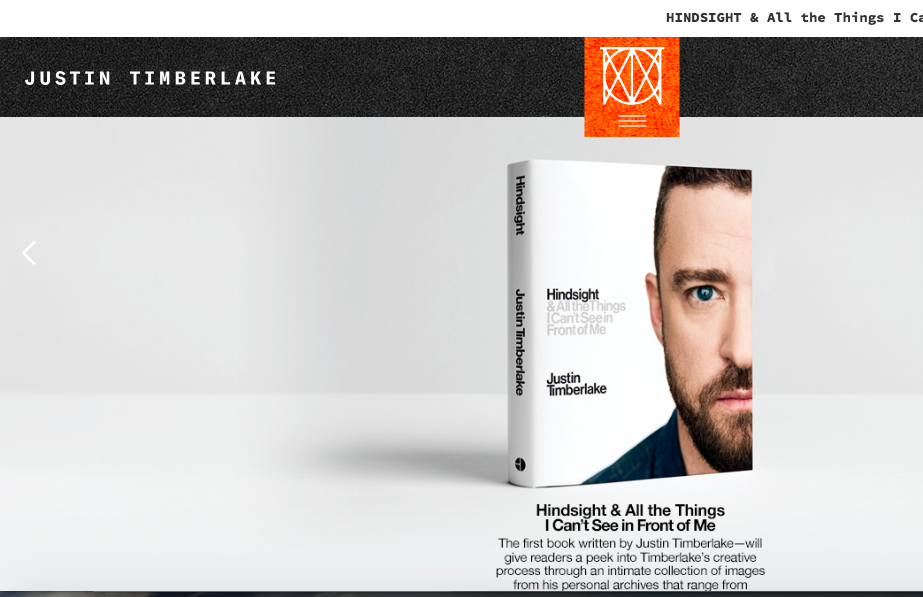 HINDSIGHT & All the Things I Ca
JUSTIN TIMBERLAKE
Hindsight
Justin Timberlake
Hindsight
& All the Things
I Can't See in
Front of Me
Justin
Timberlake
Hindsight & All the Things
I Can't See in Front of Me
The first book written by Justin Timberlake—will
give readers a peek into Timberlake's creative
process through an intimate collection of images
from his personal archives that range from